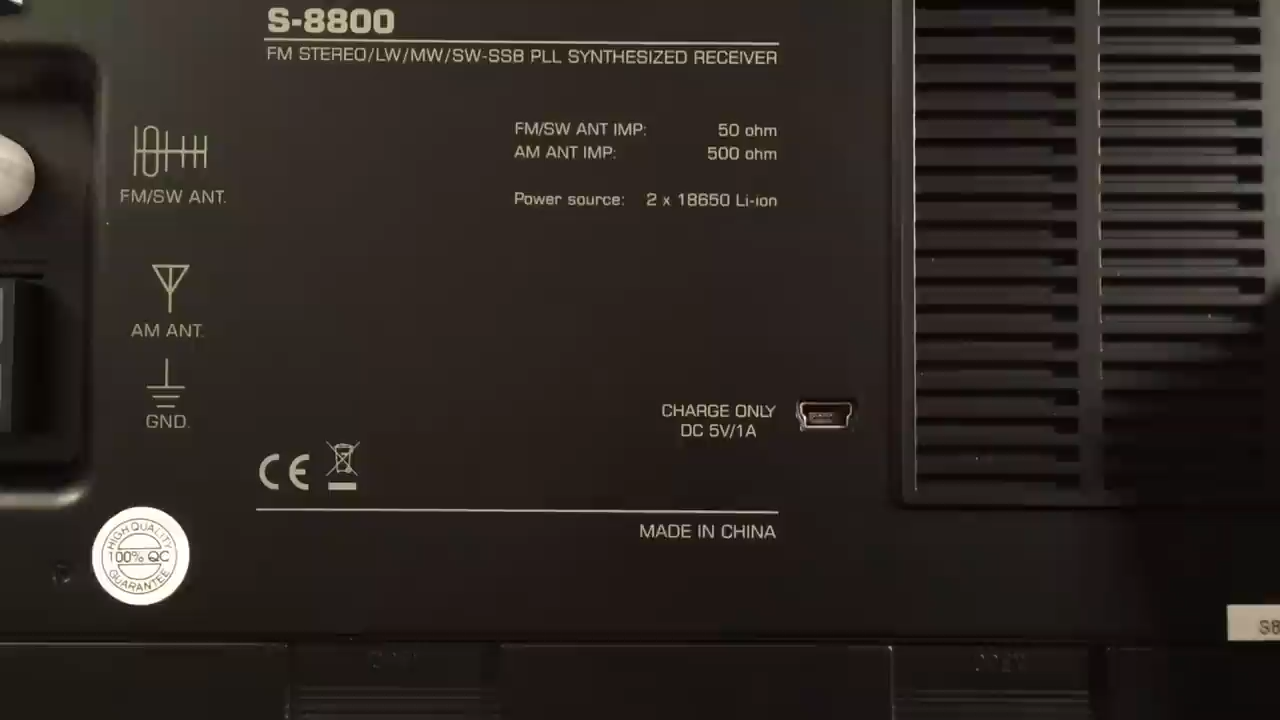 S-8800
FM STEREO/LW/MW/SW-SSB PLL SYNTHESIZED RECEIVER
FM/SW ANT IMP: 50 ohm
AM ANT IMP: 500 ohm
FM/SW ANT.
Power source: 2 x 18650 Li-ion
AM ANT.
GND.
CHARGE ONLY
DC 5V/1A
CE
MADE IN CHINA
HIGH QUALITY
100% QC
GUARANTEE